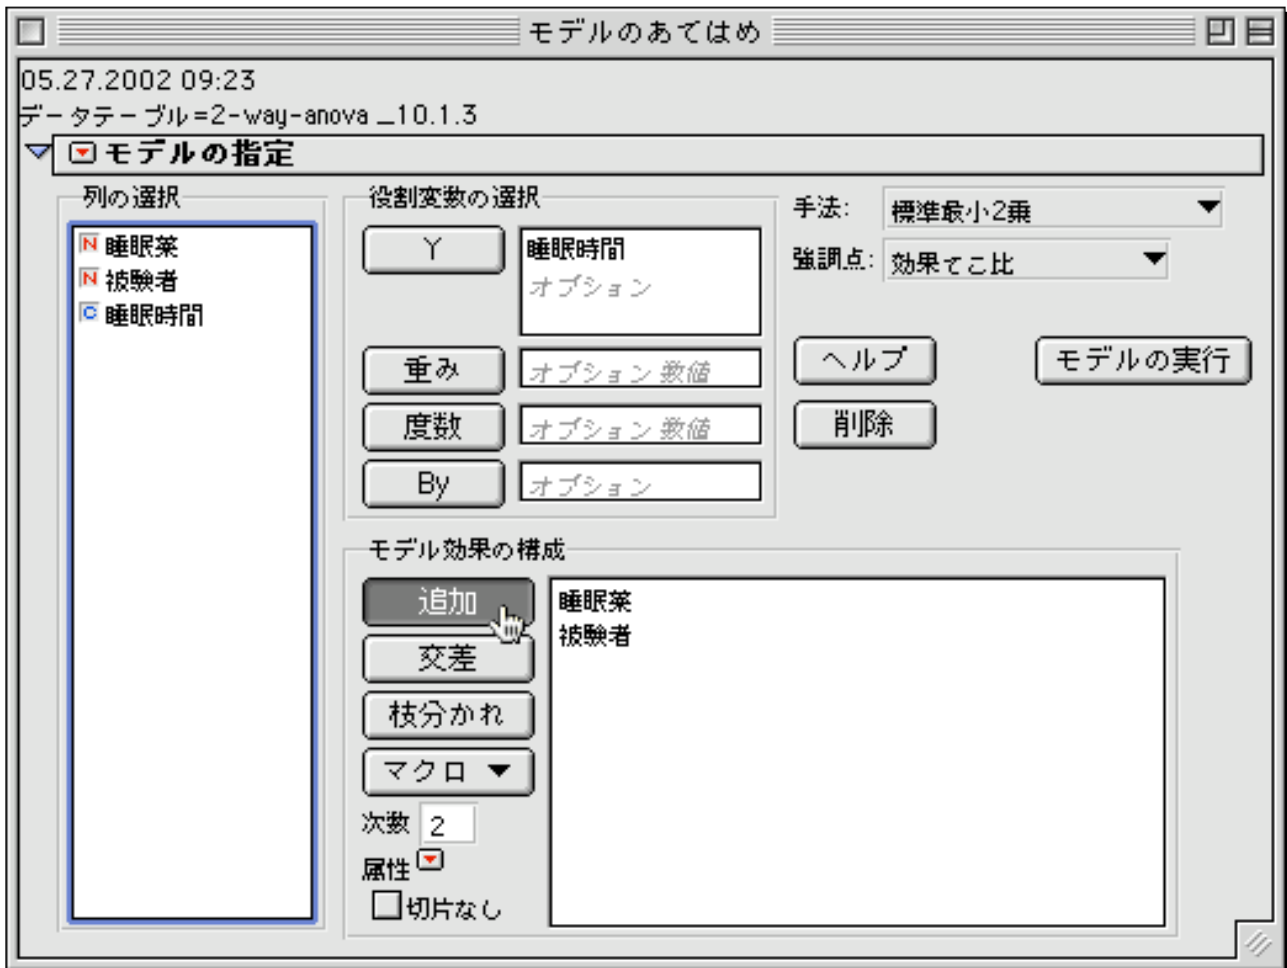 モデルのあてはめ
05.27.2002 09:23
データテーブル=2-way-anova _10.1.3
モデルの指定
列の選択
N 睡眠薬
N 被験者
C 睡眠時間
役割変数の選択
Y
睡眠時間
オプション
重み
オプション 数値
度数
オプション 数値
By
オプション
手法: 標準最小2乗
強調点: 効果てこ比
ヘルプ
モデルの実行
削除
モデル効果の構成
追加
交差
枝分かれ
マクロ
次数 2
属性
切片なし
睡眠薬
被験者